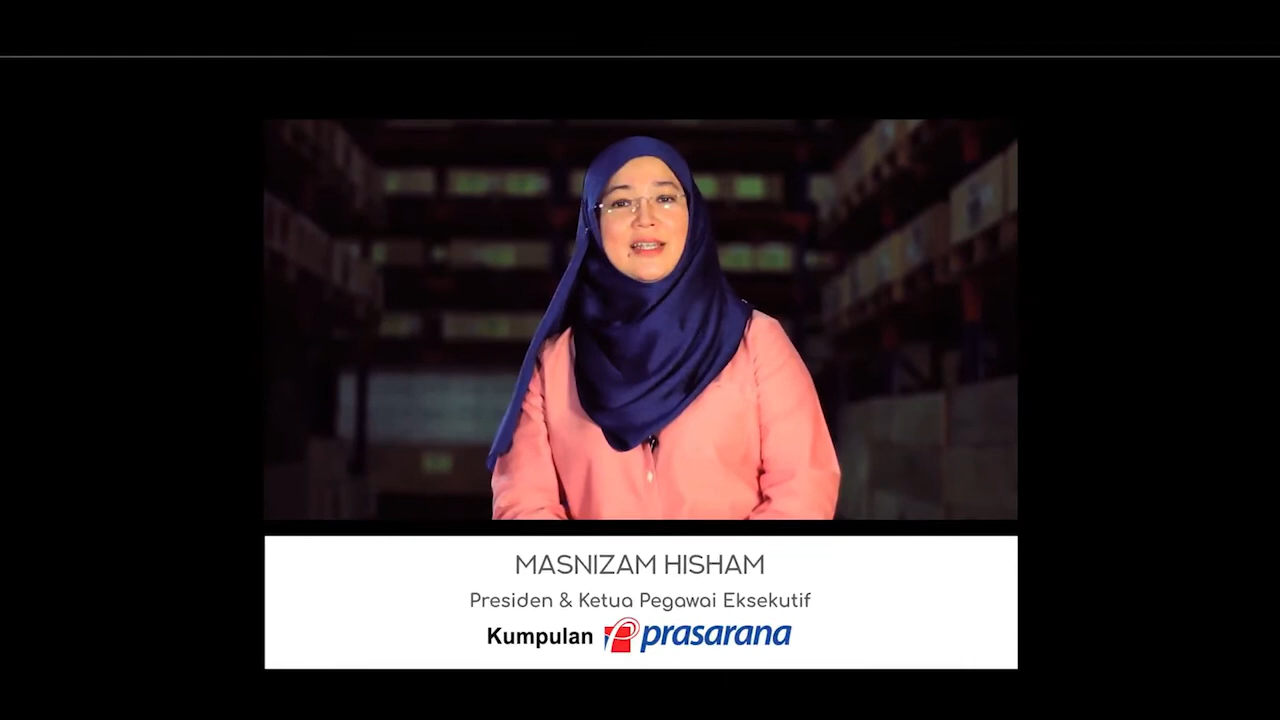 MASNIZAM HISHAM
Presiden & Ketua Pegawai Eksekutif
Kumpulan prasarana